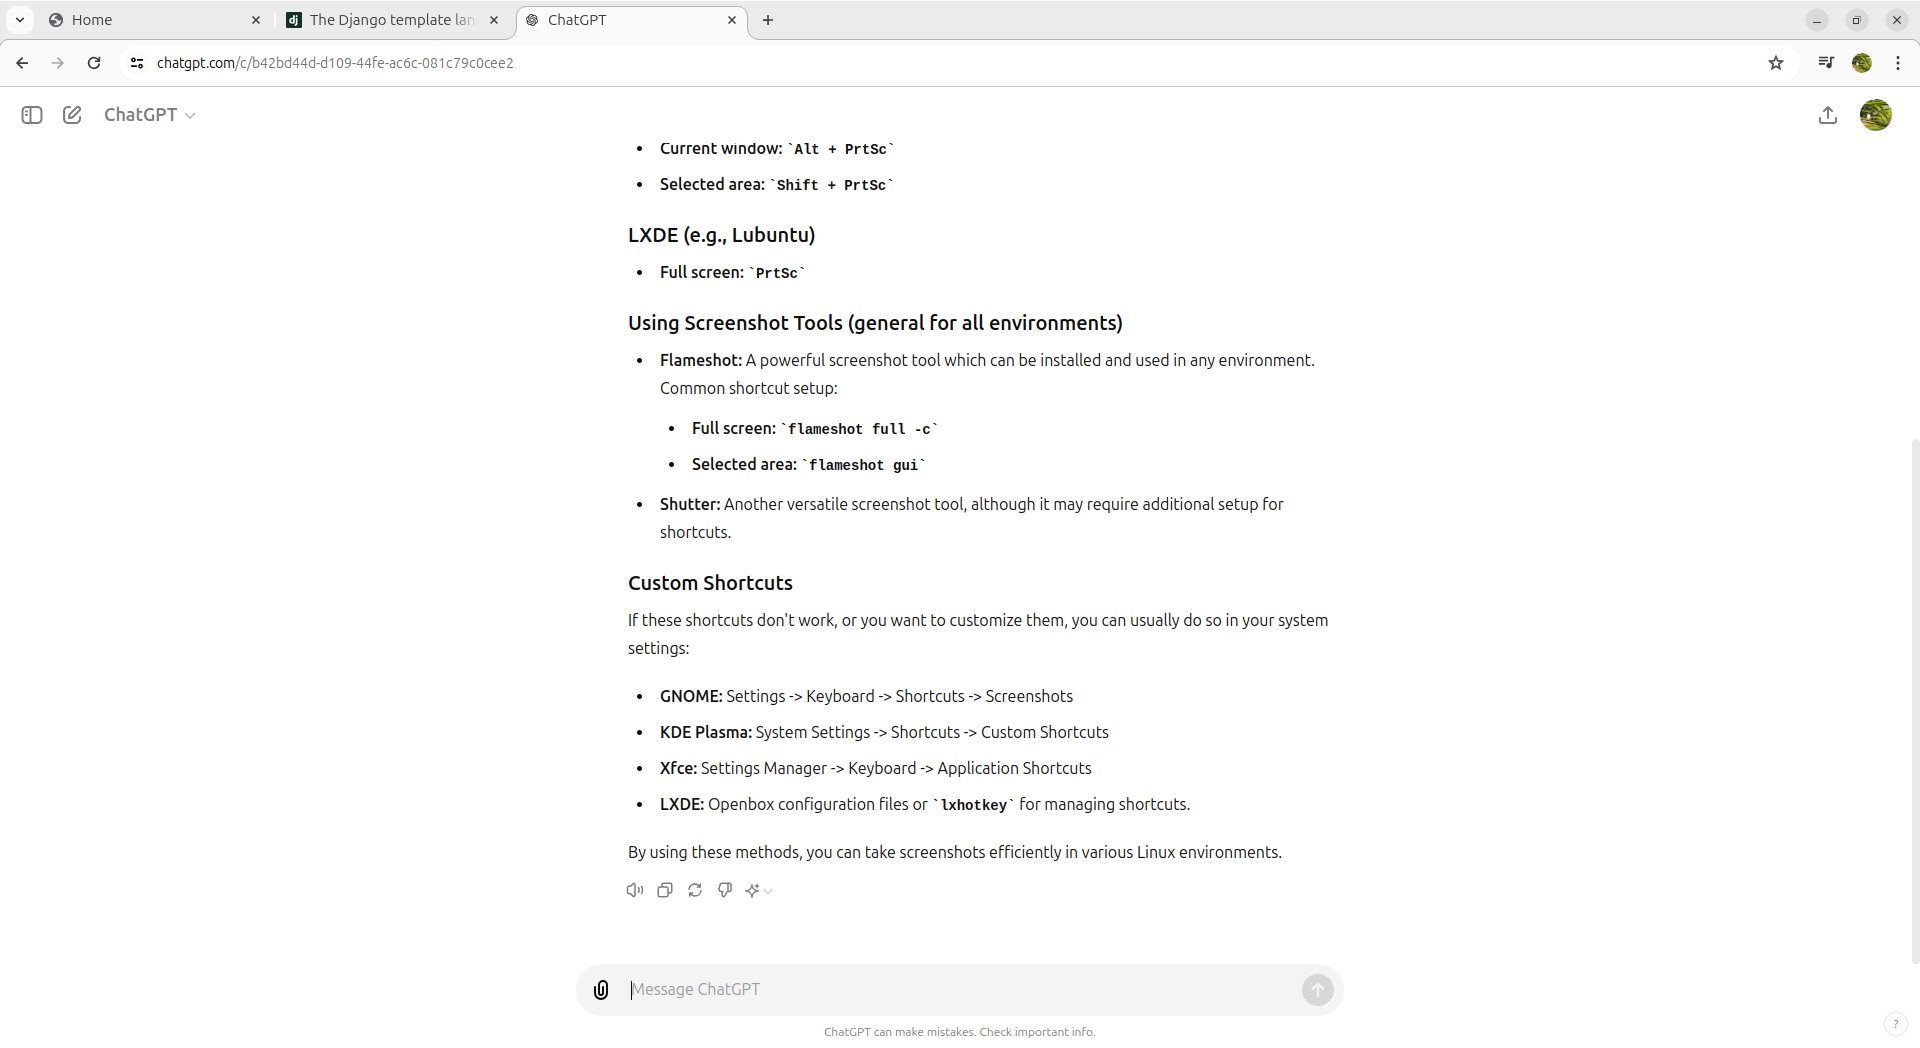 Home
The Django template lan
ChatGPT
chatgpt.com/c/b42bd44d-d109-44fe-ac6c-081c79c0cee2
ChatGPT
Current window: `Alt + PrtSc`
Selected area: `Shift + PrtSc`
LXDE (e.g., Lubuntu)
Full screen: `PrtSc`
Using Screenshot Tools (general for all environments)
Flameshot: A powerful screenshot tool which can be installed and used in any environment.
Common shortcut setup:
Full screen: `flameshot full -c`
Selected area: `flameshot gui`
Shutter: Another versatile screenshot tool, although it may require additional setup for
shortcuts.
Custom Shortcuts
If these shortcuts don't work, or you want to customize them, you can usually do so in your system
settings:
GNOME: Settings -> Keyboard -> Shortcuts -> Screenshots
KDE Plasma: System Settings -> Shortcuts -> Custom Shortcuts
Xfce: Settings Manager -> Keyboard -> Application Shortcuts
LXDE: Openbox configuration files or `lxhotkey` for managing shortcuts.
By using these methods, you can take screenshots efficiently in various Linux environments.
Message ChatGPT
ChatGPT can make mistakes. Check important info.
?